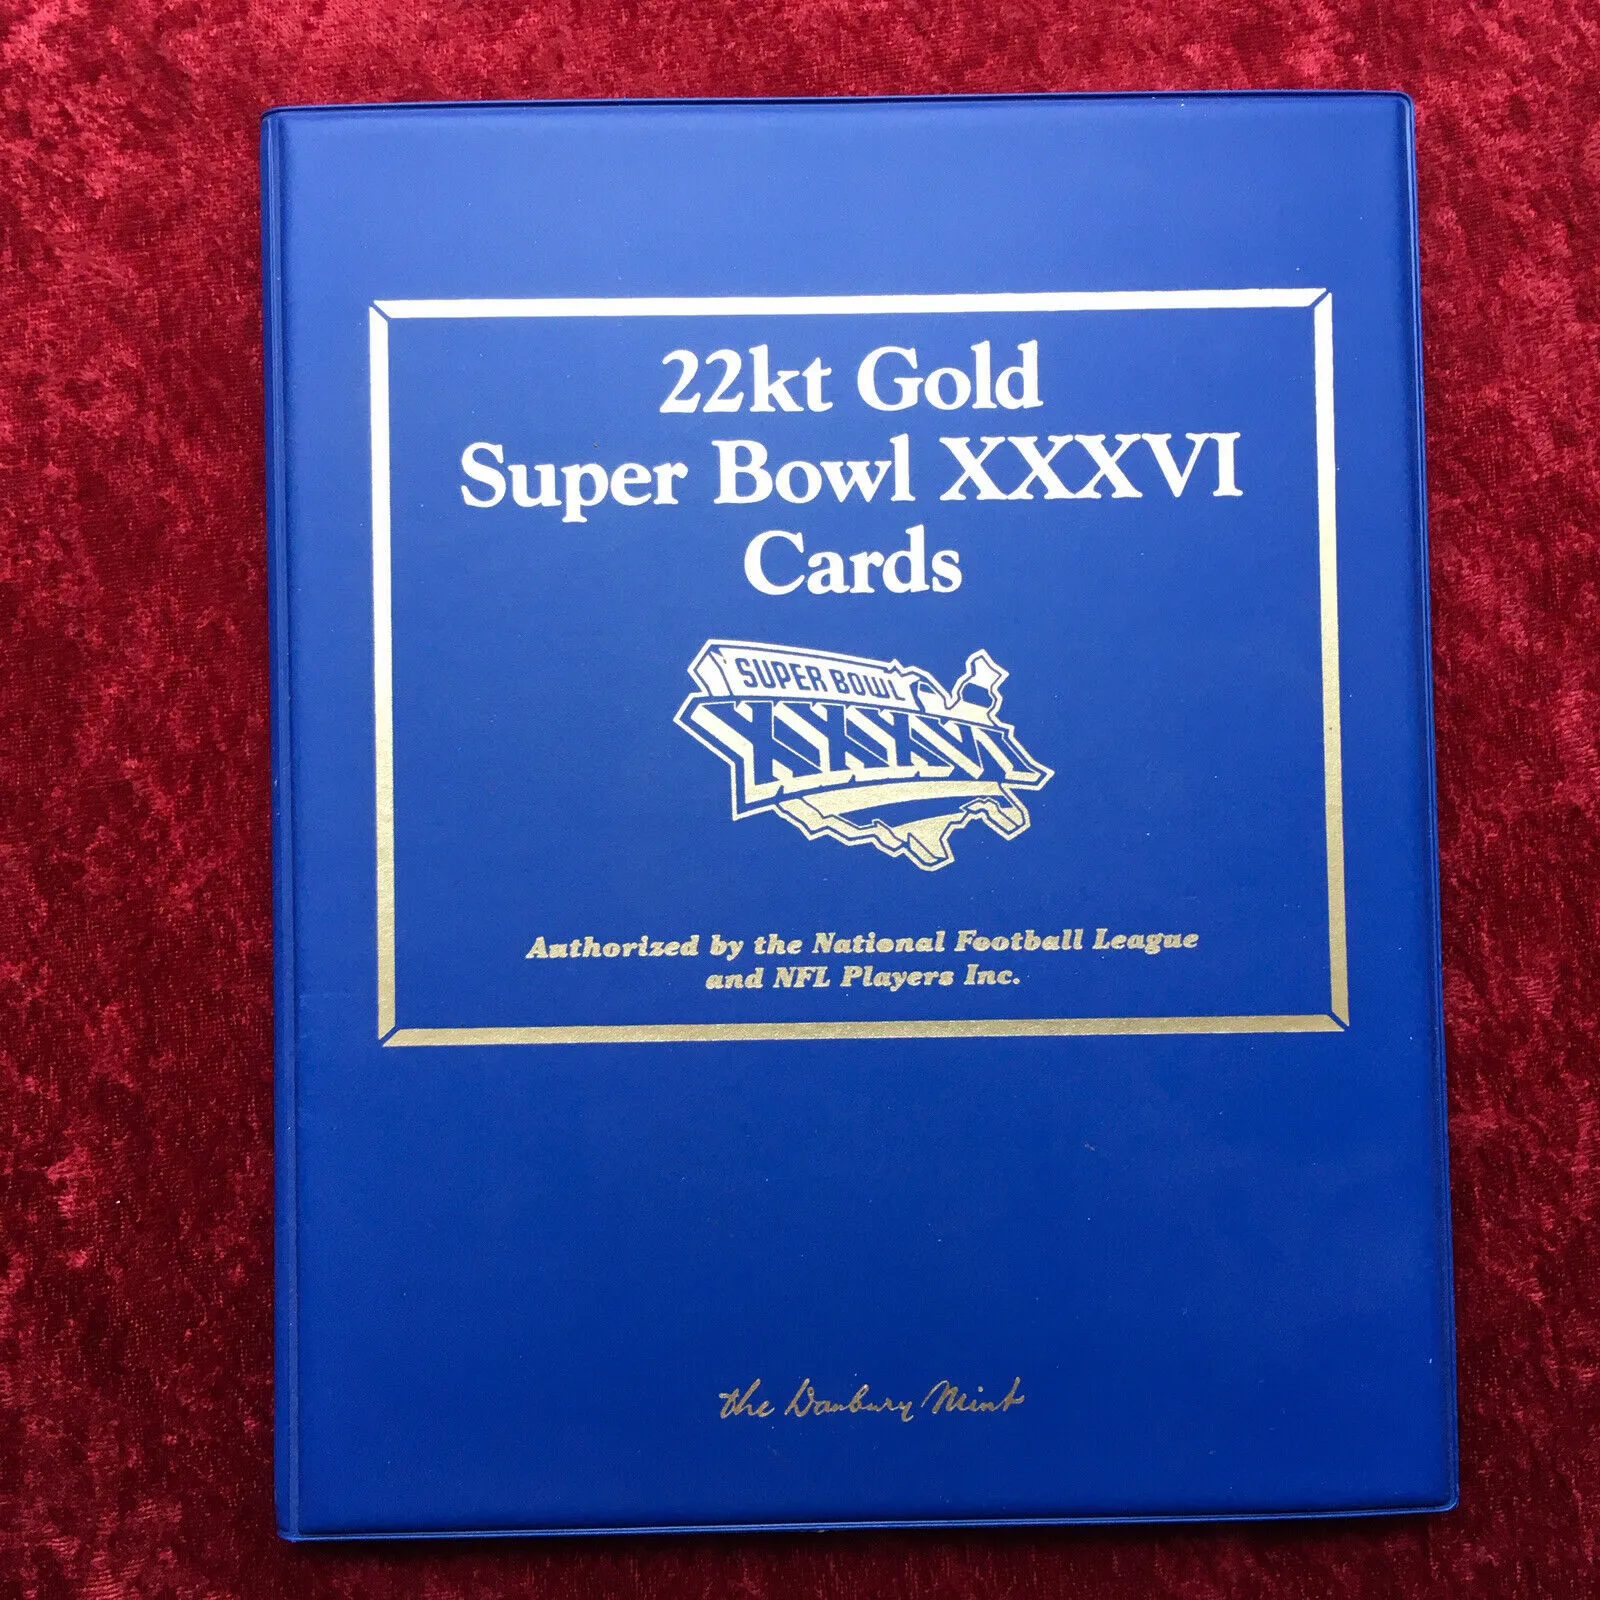 22kt Gold
Super Bowl XXXVI
Cards
SUPER BOWL
XXXVI
Authorized by the National Football League
and NFL Players Inc.
the Danbury Mint